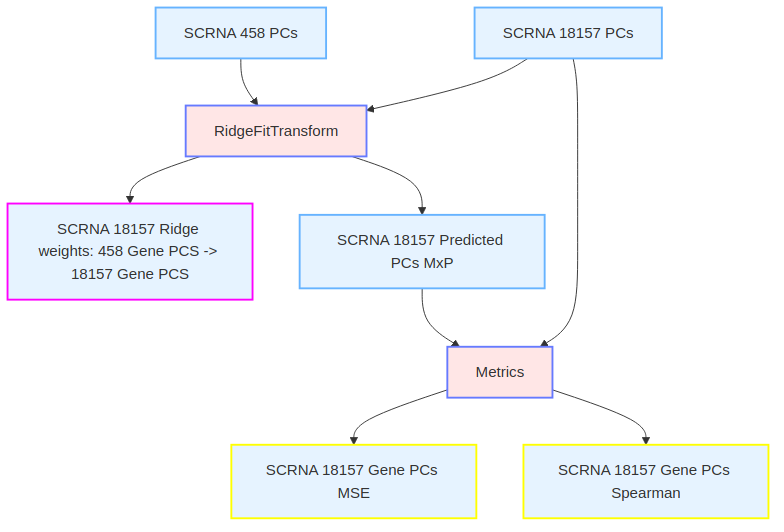 SCRNA 458 PCs
SCRNA 18157 PCs
RidgeFitTransform
SCRNA 18157 Ridge
weights: 458 Gene PCS ->
18157 Gene PCS
SCRNA 18157 Predicted
PCs MxP
Metrics
SCRNA 18157 Gene PCs
MSE
SCRNA 18157 Gene PCs
Spearman